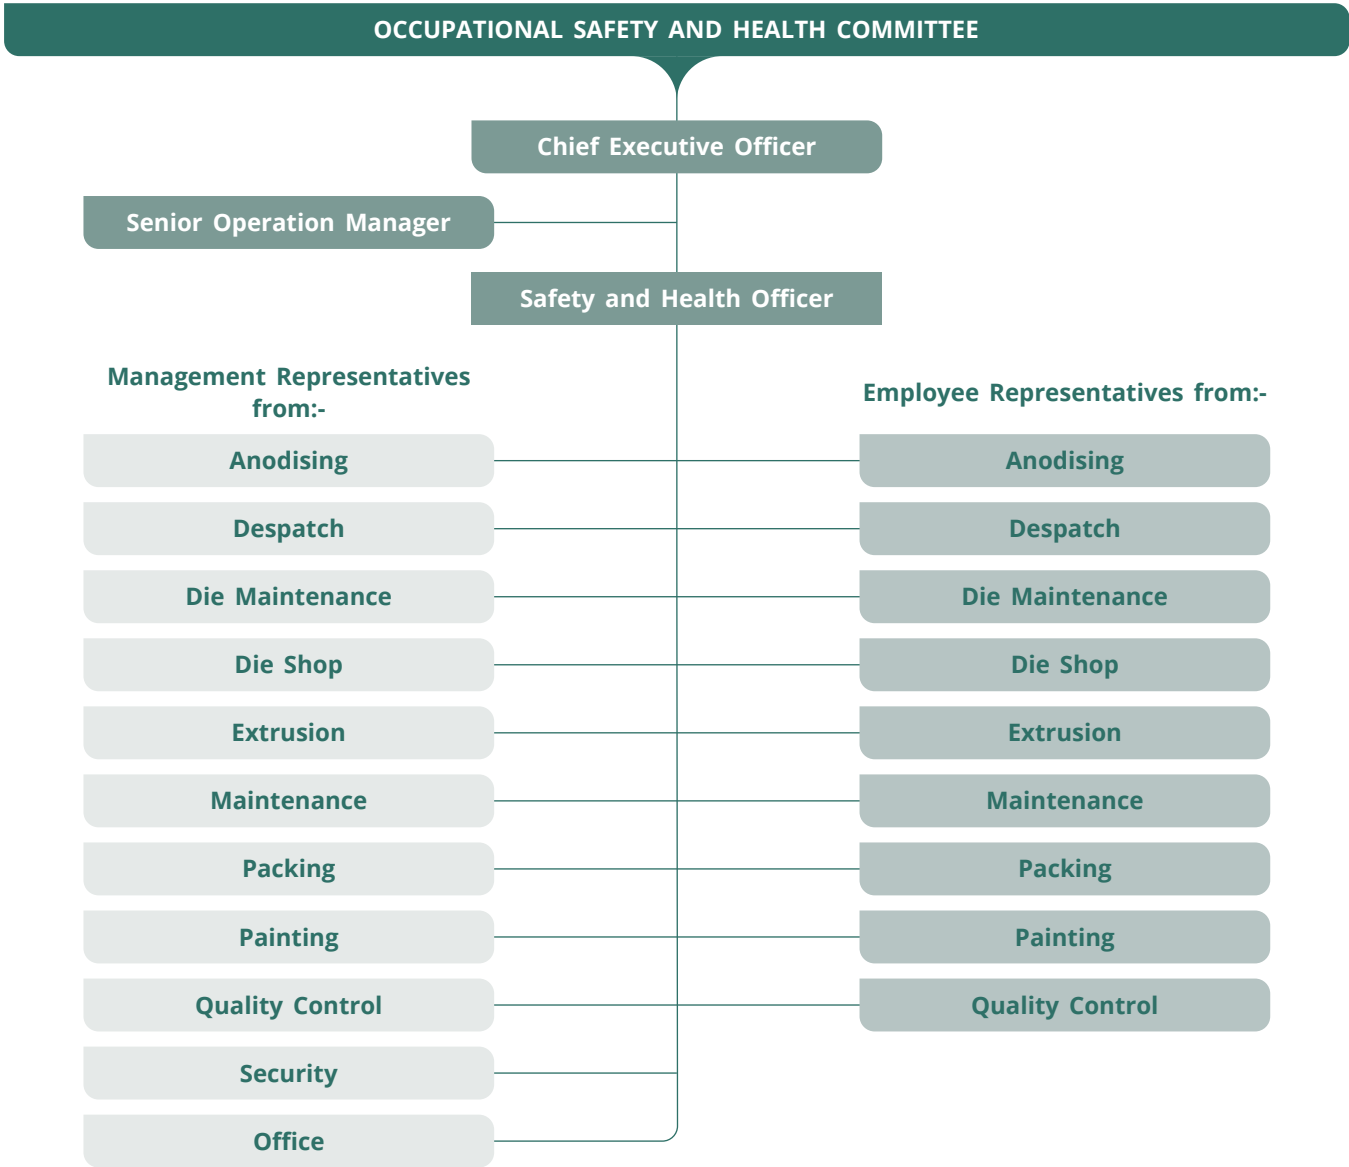 OCCUPATIONAL SAFETY AND HEALTH COMMITTEE
Chief Executive Officer
Senior Operation Manager
Safety and Health Officer
Management Representatives
from:-
Anodising
Despatch
Die Maintenance
Die Shop
Extrusion
Maintenance
Packing
Painting
Quality Control
Security
Office
Employee Representatives from:-
Anodising
Despatch
Die Maintenance
Die Shop
Extrusion
Maintenance
Packing
Painting
Quality Control